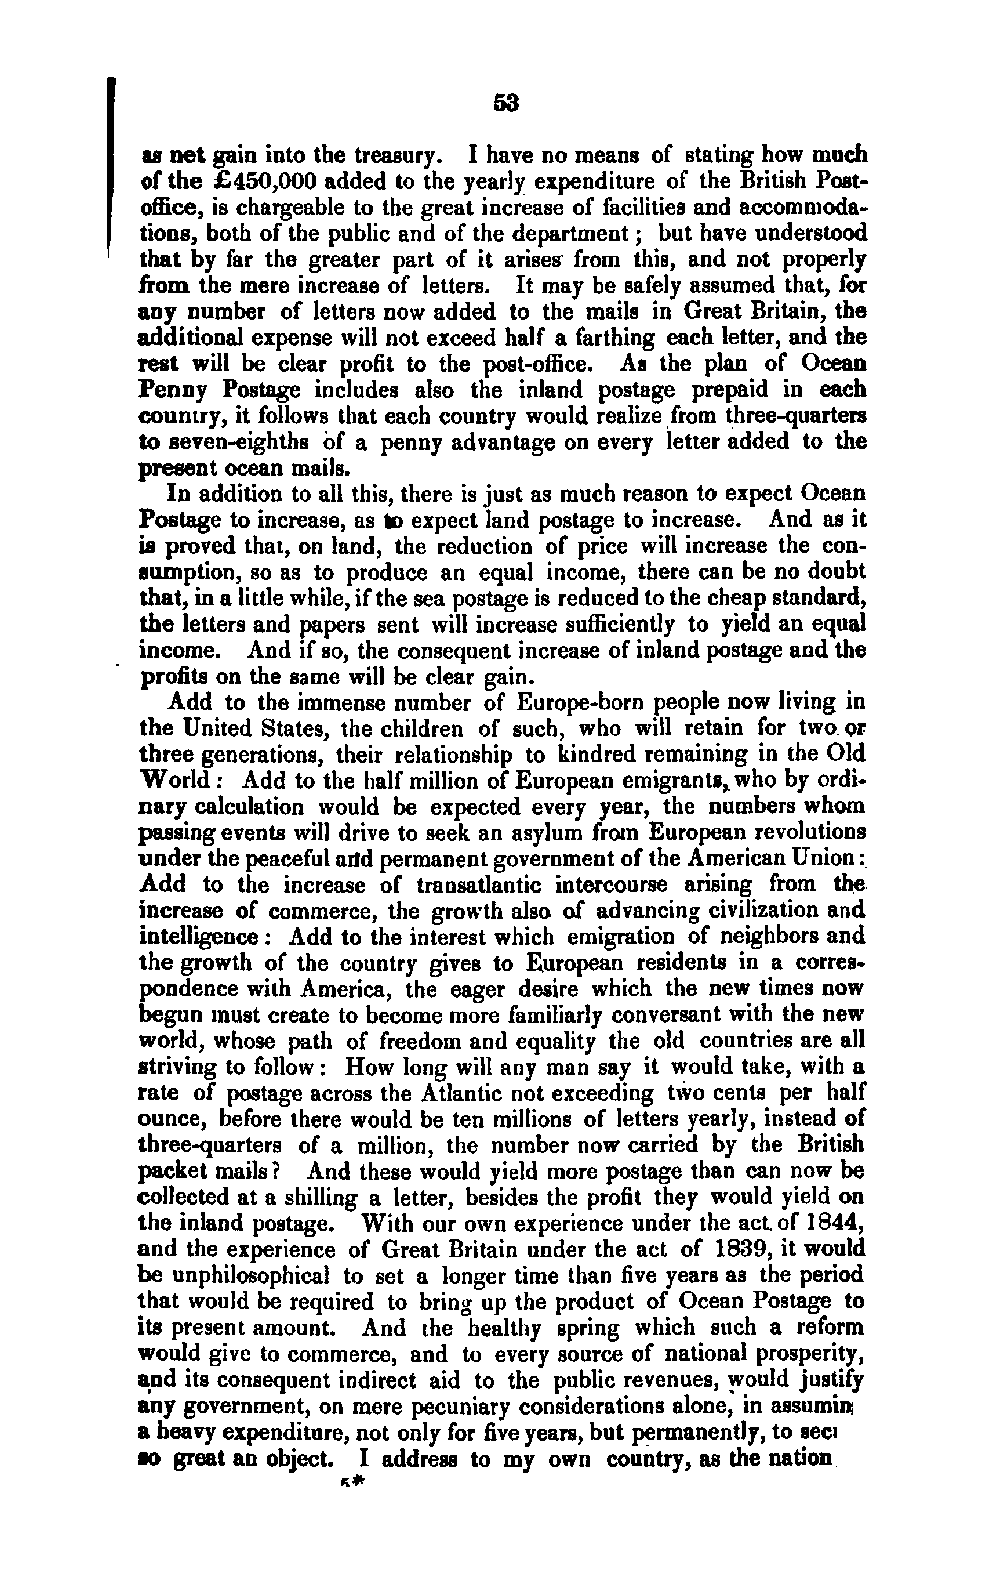 53
as net gain into the treasury. I have no means of stating how much
of the £450,000 added to the yearly expenditure of the British Post-
office, is chargeable to the great increase of facilities and accommoda-
tions, both of the public and of the department; but have understood
that by far the greater part of it arises from this, and not properly
from the mere increase of letters. It may be safely assumed that, for
any number of letters now added to the mails in Great Britain, the
additional expense will not exceed half a farthing each letter, and the
rest will be clear profit to the post-office. As the plan of Ocean
Penny Postage includes also the inland postage prepaid in each
country, it follows that each country would realize from three-quarters
to seven-eighths of a penny advantage on every letter added to the
present ocean mails.
In addition to all this, there is just as much reason to expect Ocean
Postage to increase, as to expect land postage to increase. And as it
is proved that, on land, the reduction of price will increase the con-
sumption, so as to produce an equal income, there can be no doubt
that, in a little while, if the sea postage is reduced to the cheap standard,
the letters and papers sent will increase sufficiently to yield an equal
income. And if so, the consequent increase of inland postage and the
profits on the same will be clear gain.
Add to the immense number of Europe-born people now living in
the United States, the children of such, who will retain for two or
three generations, their relationship to kindred remaining in the Old
World: Add to the half million of European emigrants, who by ordi-
nary calculation would be expected every year, the numbers whom
passing events will drive to seek an asylum from European revolutions
under the peaceful and permanent government of the American Union:
Add to the increase of transatlantic intercourse arising from the
increase of commerce, the growth also of advancing civilization and
intelligence: Add to the interest which emigration of neighbors and
the growth of the country gives to European residents in a corres-
pondence with America, the eager desire which the new times now
begun must create to become more familiarly conversant with the new
world, whose path of freedom and equality the old countries are all
striving to follow: How long will any man say it would take, with a
rate of postage across the Atlantic not exceeding two cents per half
ounce, before there would be ten millions of letters yearly, instead of
three-quarters of a million, the number now carried by the British
packet mails? And these would yield more postage than can now be
collected at a shilling a letter, besides the profit they would yield on
the inland postage. With our own experience under the act of 1844,
and the experience of Great Britain under the act of 1839, it would
be unphilosophical to set a longer time than five years as the period
that would be required to bring up the product of Ocean Postage to
its present amount. And the healthy spring which such a reform
would give to commerce, and to every source of national prosperity,
and its consequent indirect aid to the public revenues, would justify
any government, on mere pecuniary considerations alone, in assumin
a heavy expenditure, not only for five years, but permanently, to sec
so great an object. I address to my own country, as the nation
5*